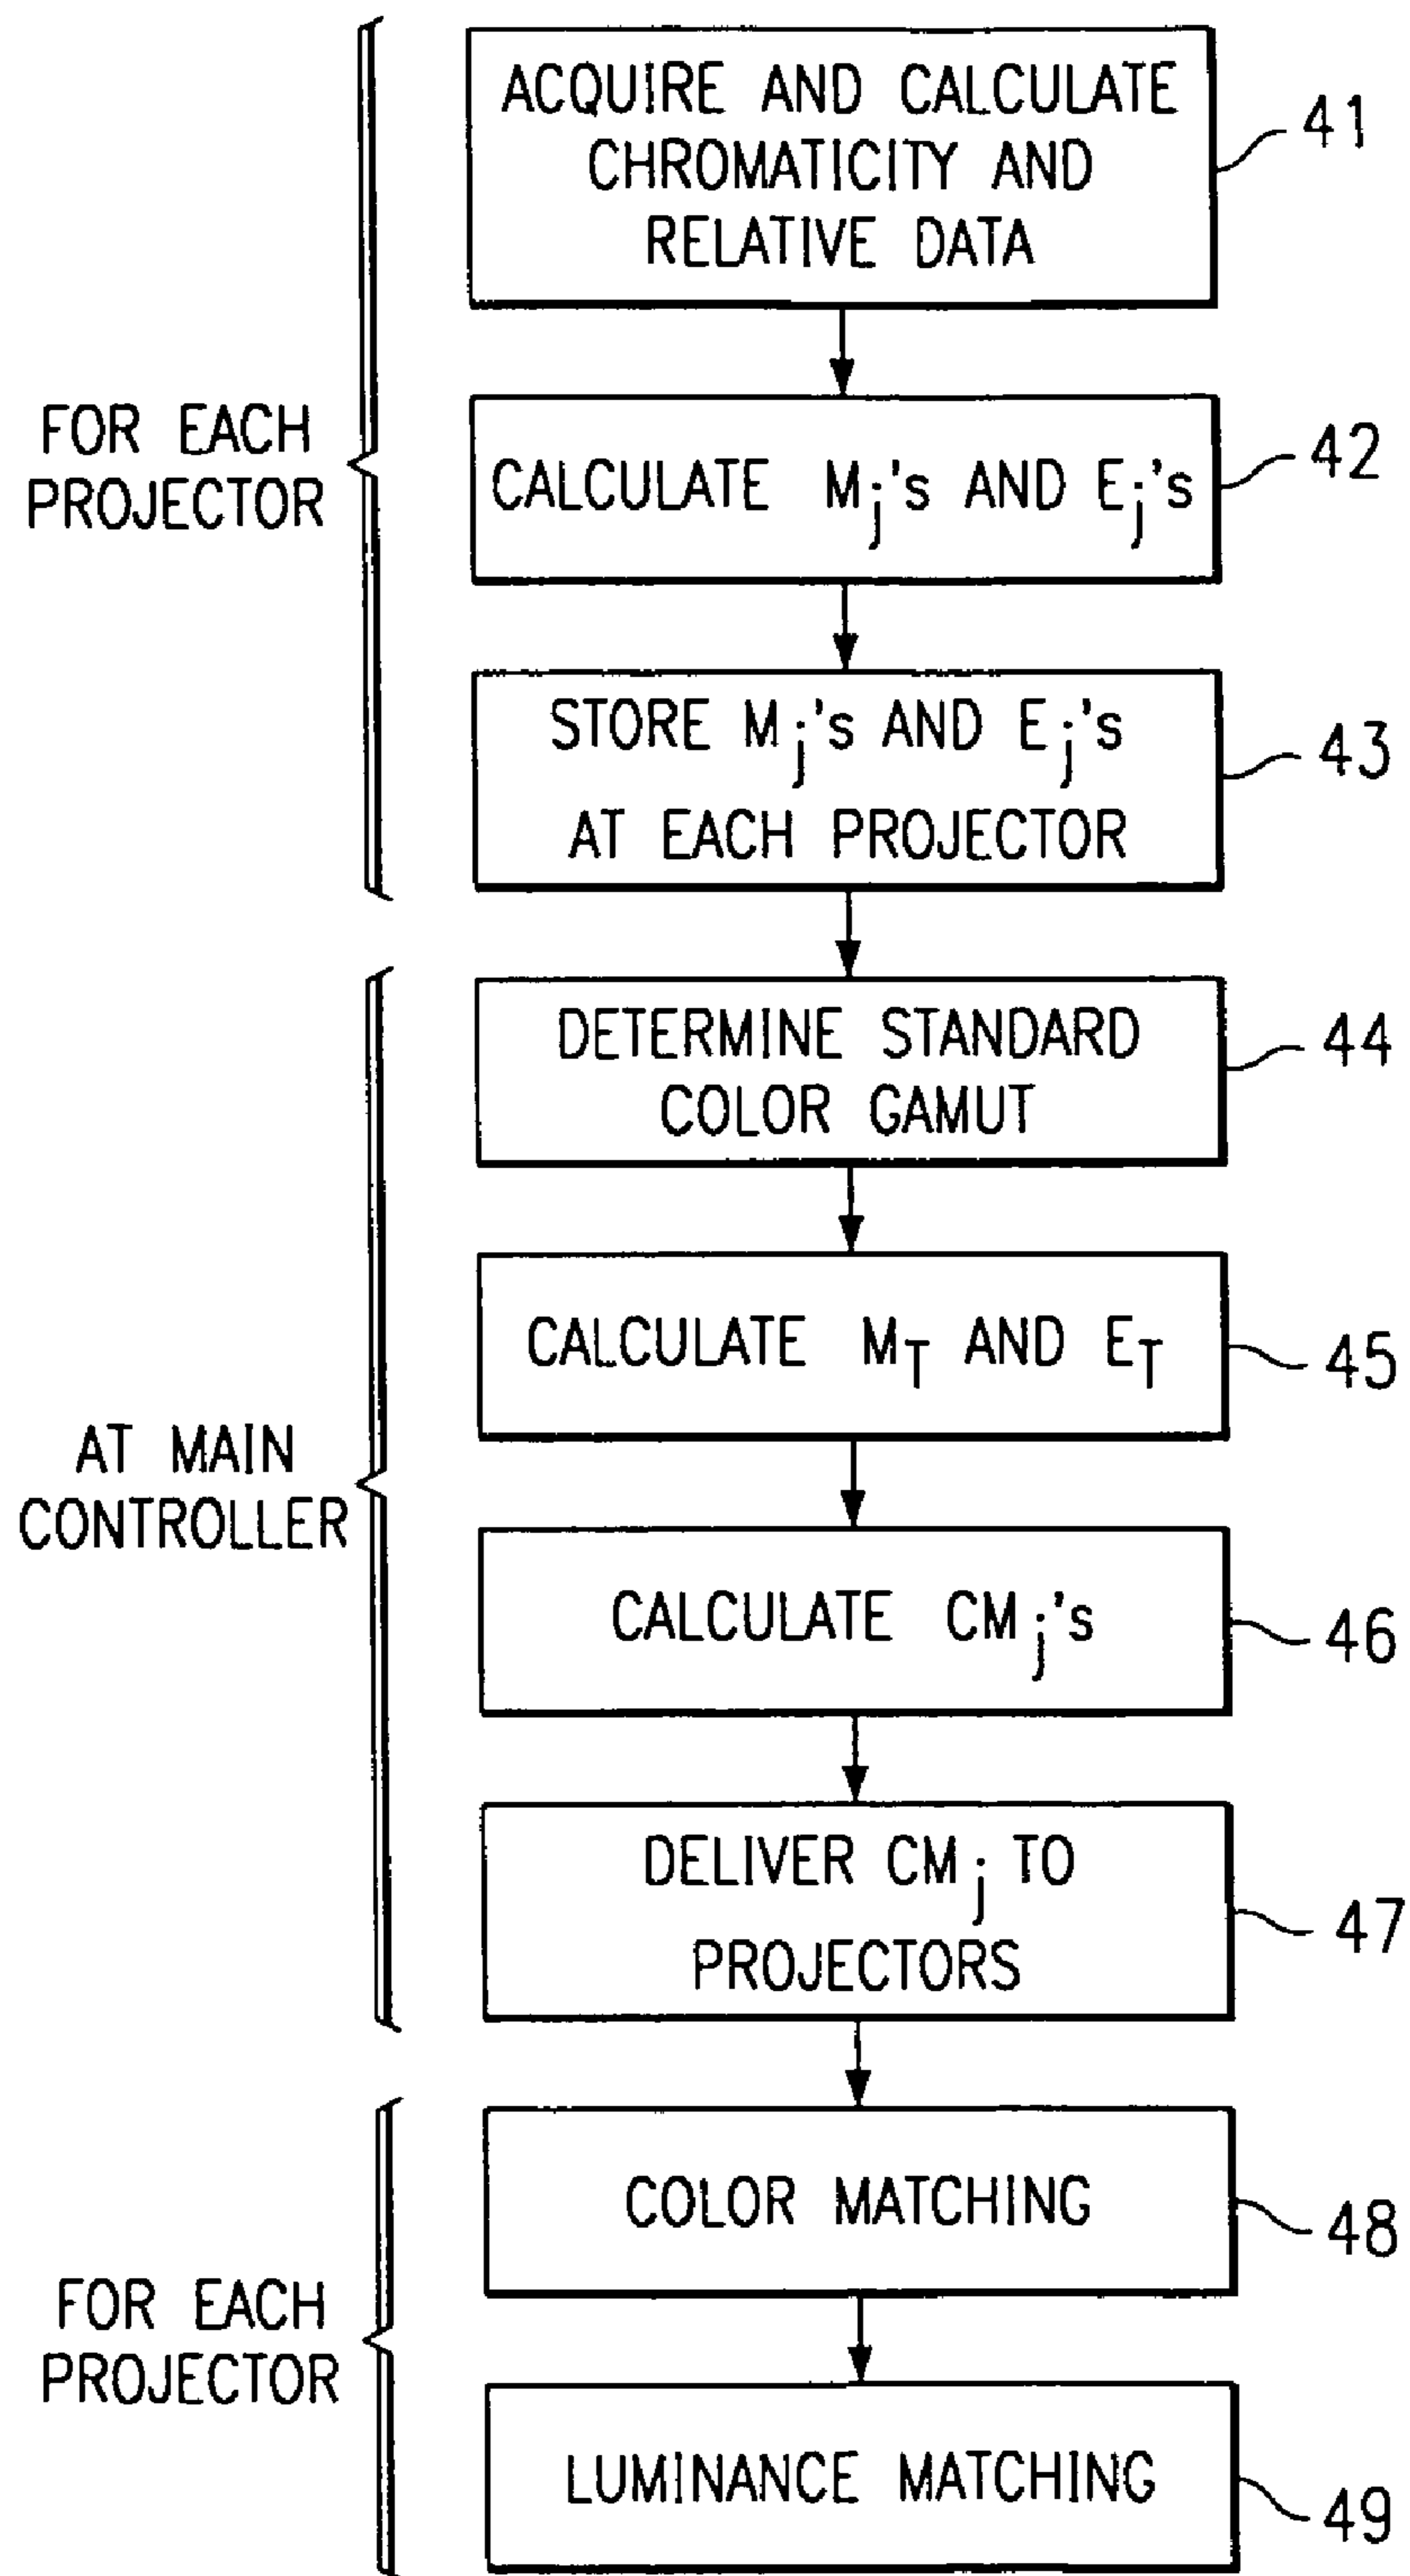 ACQUIRE AND CALCULATE
CHROMATICITY AND
RELATIVE DATA
41
FOR EACH
PROJECTOR
CALCULATE Mj's AND Ej's
42
STORE Mj's AND Ej's
AT EACH PROJECTOR
43
DETERMINE STANDARD
COLOR GAMUT
44
CALCULATE MT AND ET
45
AT MAIN
CONTROLLER
CALCULATE CMj's
46
DELIVER CMj TO
PROJECTORS
47
COLOR MATCHING
48
FOR EACH
PROJECTOR
LUMINANCE MATCHING
49